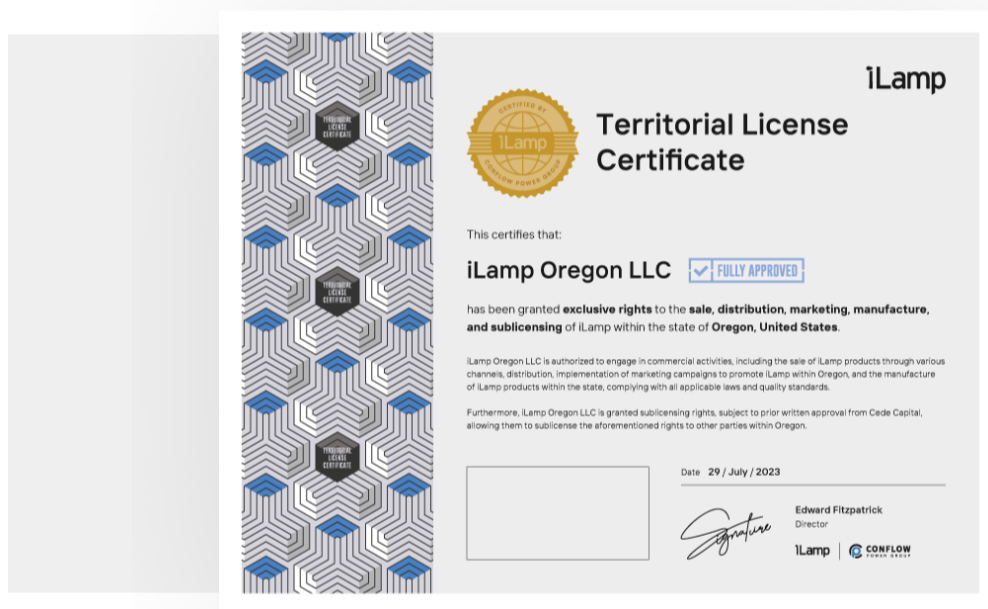 iLamp
CERTIFIED BY
iLamp
CONFLOW POWER GROUP
Territorial License
Certificate
TERRITORIAL
LICENSE
CERTIFICATE
This certifies that:
iLamp Oregon LLC
FULLY APPROVED
has been granted exclusive rights to the sale, distribution, marketing, manufacture,
and sublicensing of iLamp within the state of Oregon, United States.
TERRITORIAL
LICENSE
CERTIFICATE
iLamp Oregon LLC is authorized to engage in commercial activities, including the sale of iLamp products through various
channels, distribution, implementation of marketing campaigns to promote iLamp within Oregon, and the manufacture
of iLamp products within the state, complying with all applicable laws and quality standards.
Furthermore, iLamp Oregon LLC is granted sublicensing rights, subject to prior written approval from Cede Capital,
allowing them to sublicense the aforementioned rights to other parties within Oregon.
TERRITORIAL
LICENSE
CERTIFICATE
Date 29 / July / 2023
Signature
Edward Fitzpatrick
Director
iLamp
CONFLOW
POWER GROUP